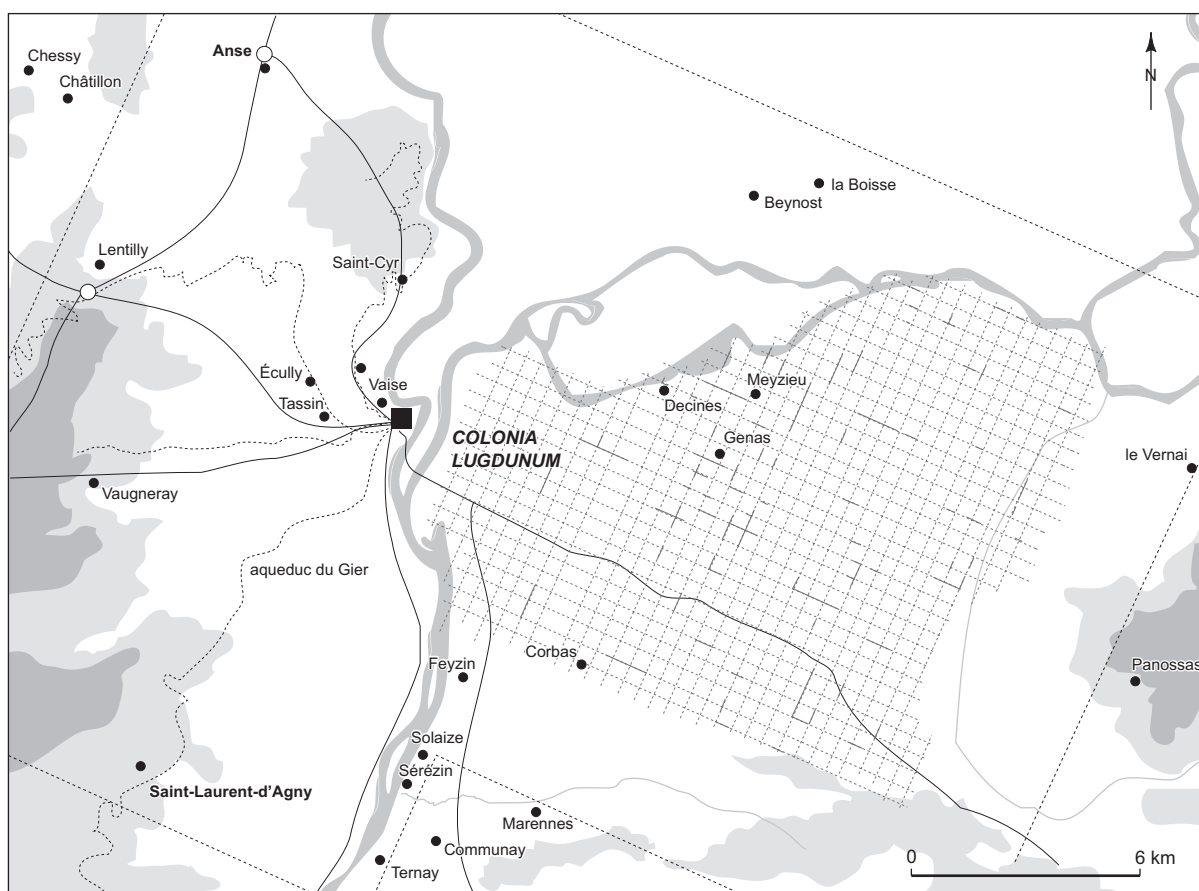 Chessy
Châtillon
Anse
N
la Boisse
Beynost
Lentilly
Saint-Cyr
Écully
Tassin
Vaise
Meyzieu
Decines
Genas
COLONIA
LUGDUNUM
le Vernai
Vaugneray
aqueduc du Gier
Feyzin
Corbas
Panossas
Solaize
Sérézin
Saint-Laurent-d'Agny
Marennes
Communay
Ternay
0 6 km